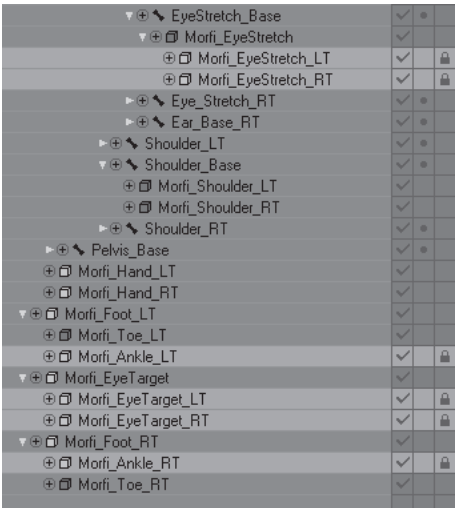 EyeStretch_Base
Morfi_EyeStretch
Morfi_EyeStretch_LT
Morfi_EyeStretch_RT
Eye_Stretch_RT
Ear_Base_RT
Shoulder_LT
Shoulder_Base
Morfi_Shoulder_LT
Morfi_Shoulder_RT
Shoulder_RT
Pelvis_Base
Morfi_Hand_LT
Morfi_Hand_RT
Morfi_Foot_LT
Morfi_Toe_LT
Morfi_Ankle_LT
Morfi_EyeTarget
Morfi_EyeTarget_LT
Morfi_EyeTarget_RT
Morfi_Foot_RT
Morfi_Ankle_RT
Morfi_Toe_RT